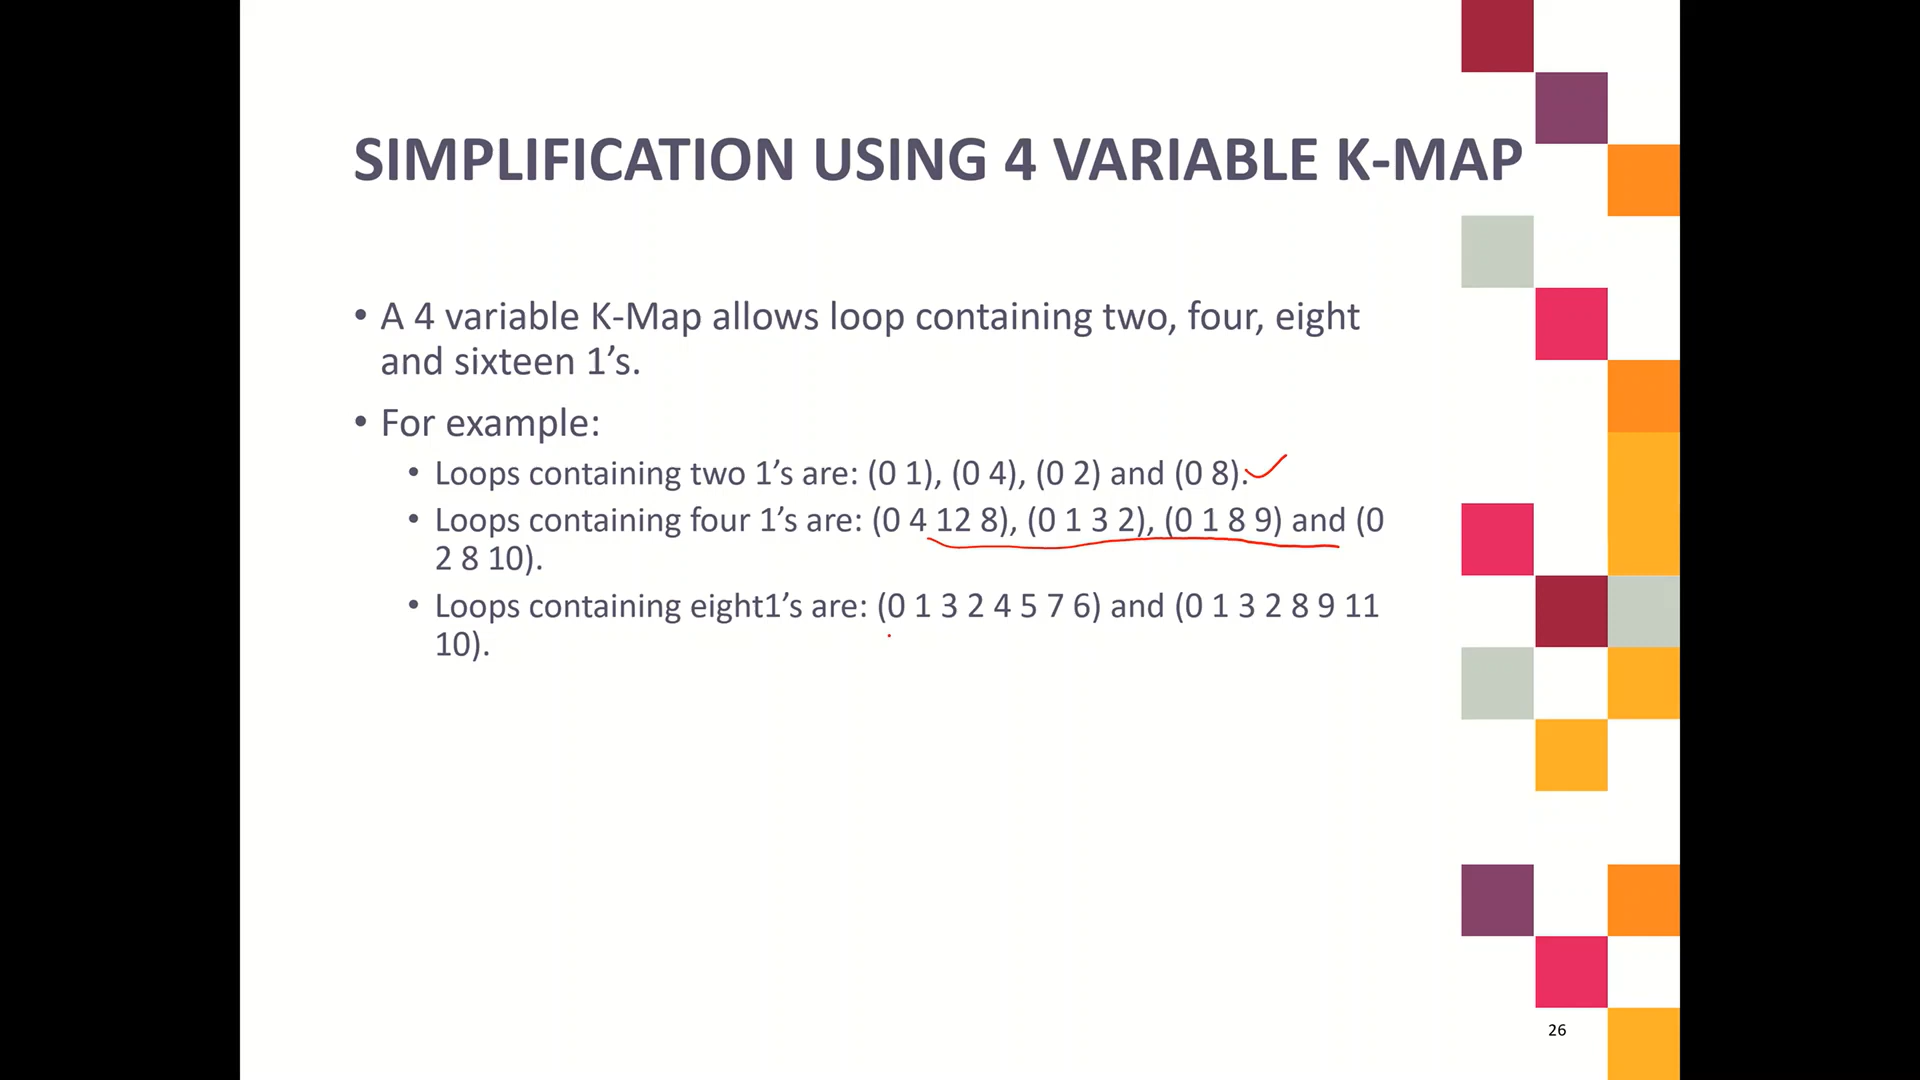 SIMPLIFICATION USING 4 VARIABLE K-MAP
• A 4 variable K-Map allows loop containing two, four, eight
and sixteen 1’s.
• For example:
• Loops containing two 1’s are: (0 1), (0 4), (0 2) and (0 8).
• Loops containing four 1’s are: (0 4 12 8), (0 1 3 2), (0 1 8 9) and (0
2 8 10).
• Loops containing eight1’s are: (0 1 3 2 4 5 7 6) and (0 1 3 2 8 9 11
10).
26